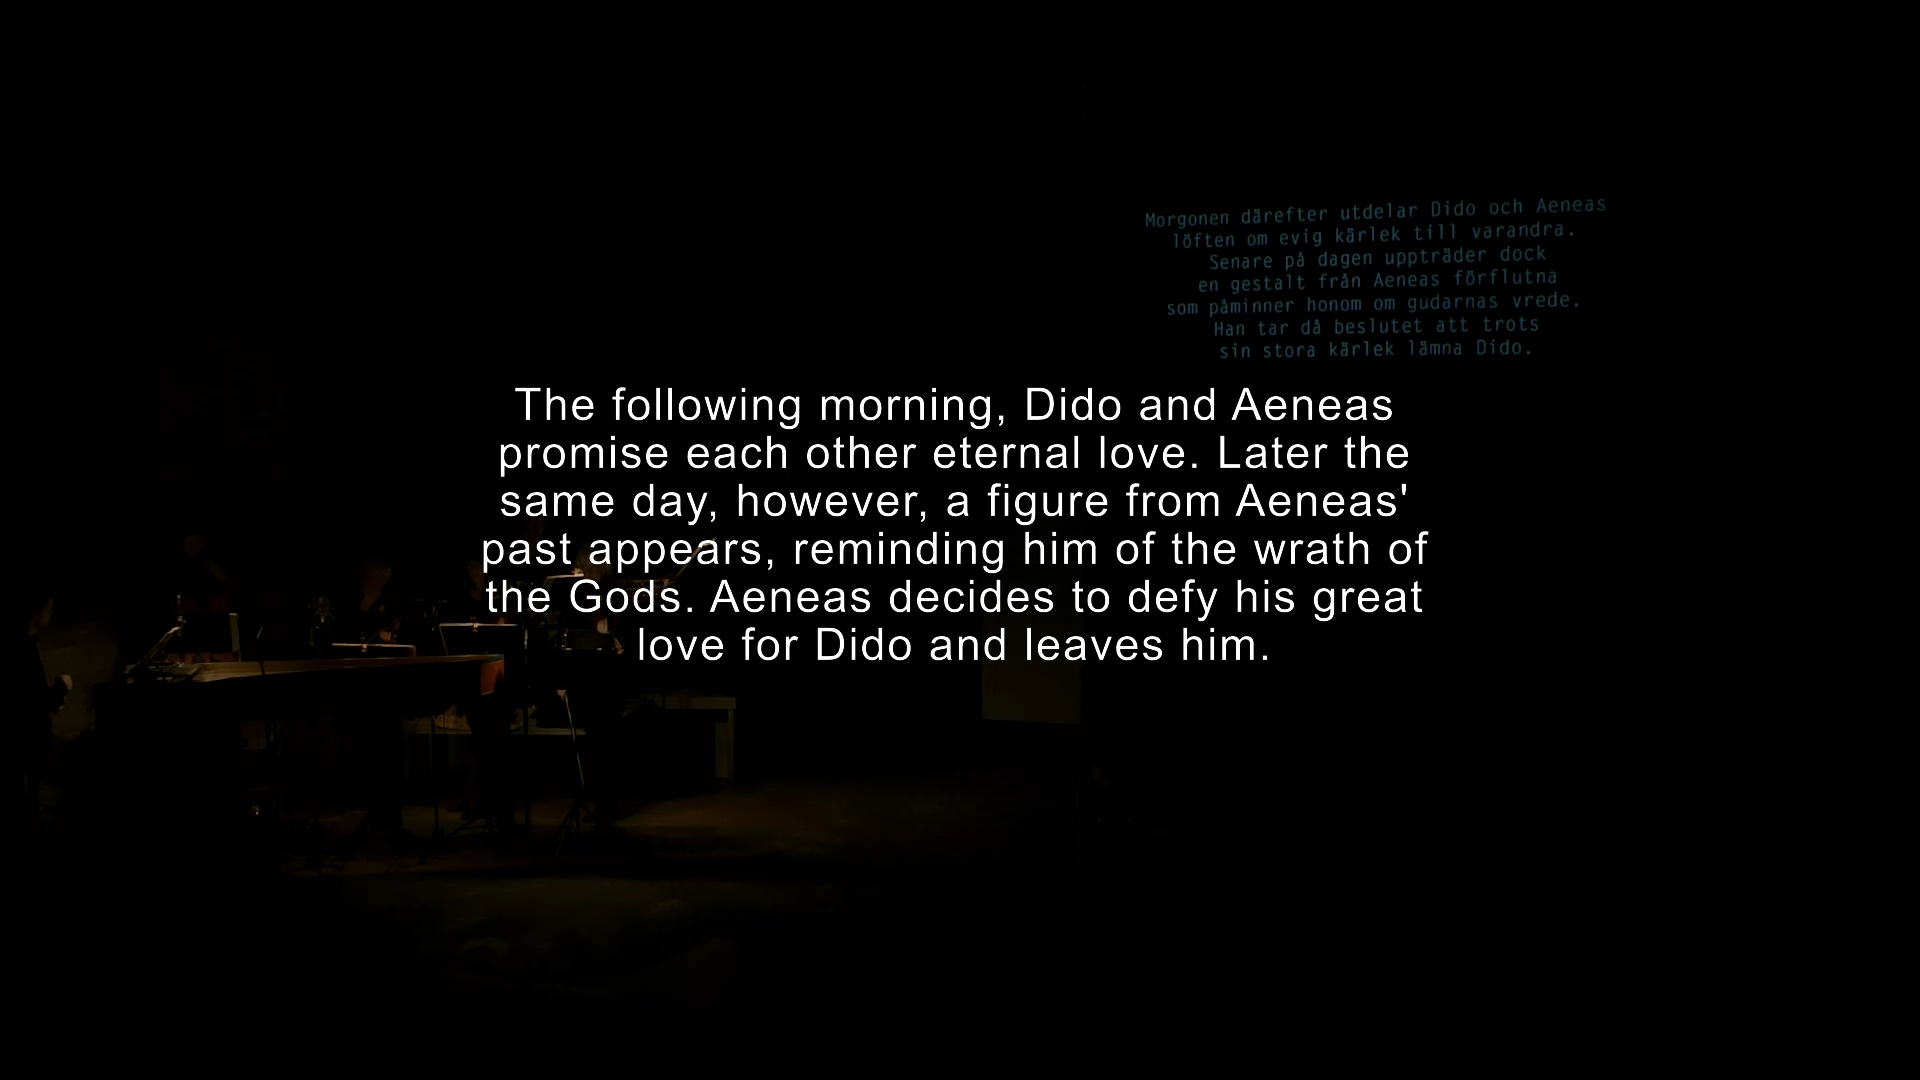 Morgonen därefter utdelar Dido och Aeneas
löften om evig kärlek till varandra.
Senare på dagen uppträder dock
en gestalt från Aeneas förflutna
som påminner honom om gudarnas vrede.
Han tar då beslutet att trots
sin stora kärlek lämna Dido.
The following morning, Dido and Aeneas
promise each other eternal love. Later the
same day, however, a figure from Aeneas'
past appears, reminding him of the wrath of
the Gods. Aeneas decides to defy his great
love for Dido and leaves him.